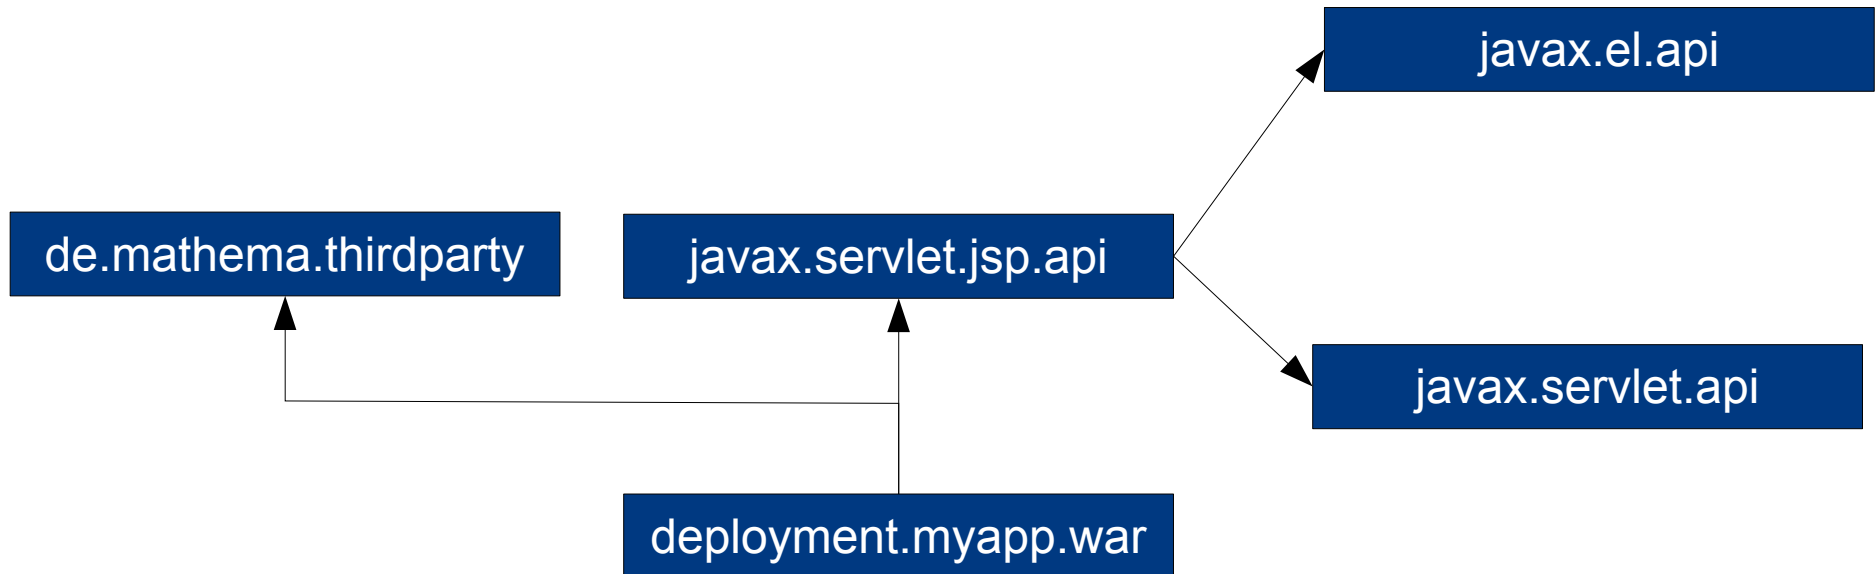 javax.el.api
de.mathema.thirdparty
javax.servlet.jsp.api
javax.servlet.api
deployment.myapp.war